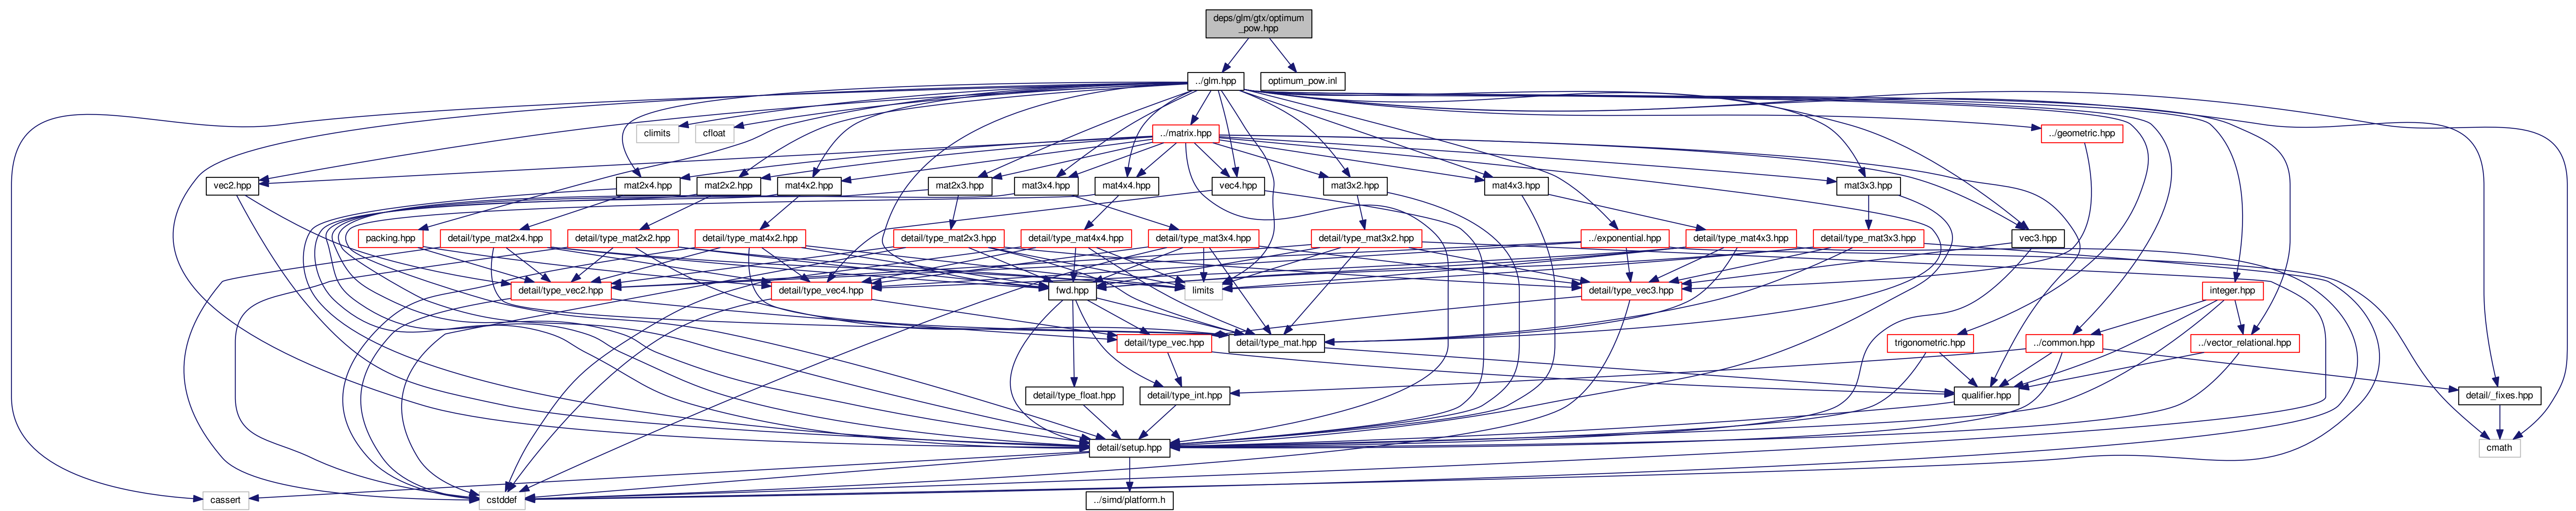 deps/glm/gtx/optimum
_pow.hpp
../glm.hpp
optimum_pow.inl
climits
cfloat
../matrix.hpp
../geometric.hpp
vec2.hpp
mat2x4.hpp
mat2x2.hpp
mat4x2.hpp
mat2x3.hpp
mat3x4.hpp
mat4x4.hpp
vec4.hpp
mat3x2.hpp
mat4x3.hpp
mat3x3.hpp
packing.hpp
detail/type_mat2x4.hpp
detail/type_mat2x2.hpp
detail/type_mat4x2.hpp
detail/type_mat2x3.hpp
detail/type_mat4x4.hpp
detail/type_mat3x4.hpp
detail/type_mat3x2.hpp
../exponential.hpp
detail/type_mat4x3.hpp
detail/type_mat3x3.hpp
vec3.hpp
detail/type_vec2.hpp
detail/type_vec4.hpp
fwd.hpp
limits
detail/type_vec3.hpp
integer.hpp
detail/type_vec.hpp
detail/type_mat.hpp
trigonometric.hpp
../common.hpp
../vector_relational.hpp
detail/type_float.hpp
detail/type_int.hpp
qualifier.hpp
detail/_fixes.hpp
detail/setup.hpp
cmath
cassert
cstddef
../simd/platform.h